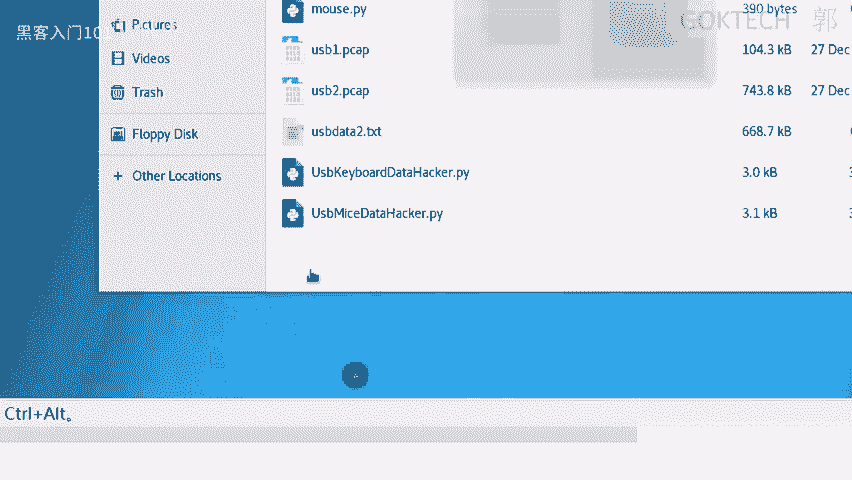 mouse.py 390 bytes
GOKTECH 郭
黑客入门101
Pictures
usb1.pcap 104.3 kB 27 Dec
Videos
usb2.pcap 743.8 kB 27 Dec
Trash
usbdata2.txt 668.7 kB
Floppy Disk
UsbKeyboardDataHacker.py 3.0 kB
Other Locations
UsbMiceDataHacker.py 3.1 kB
Ctrl+Alt。